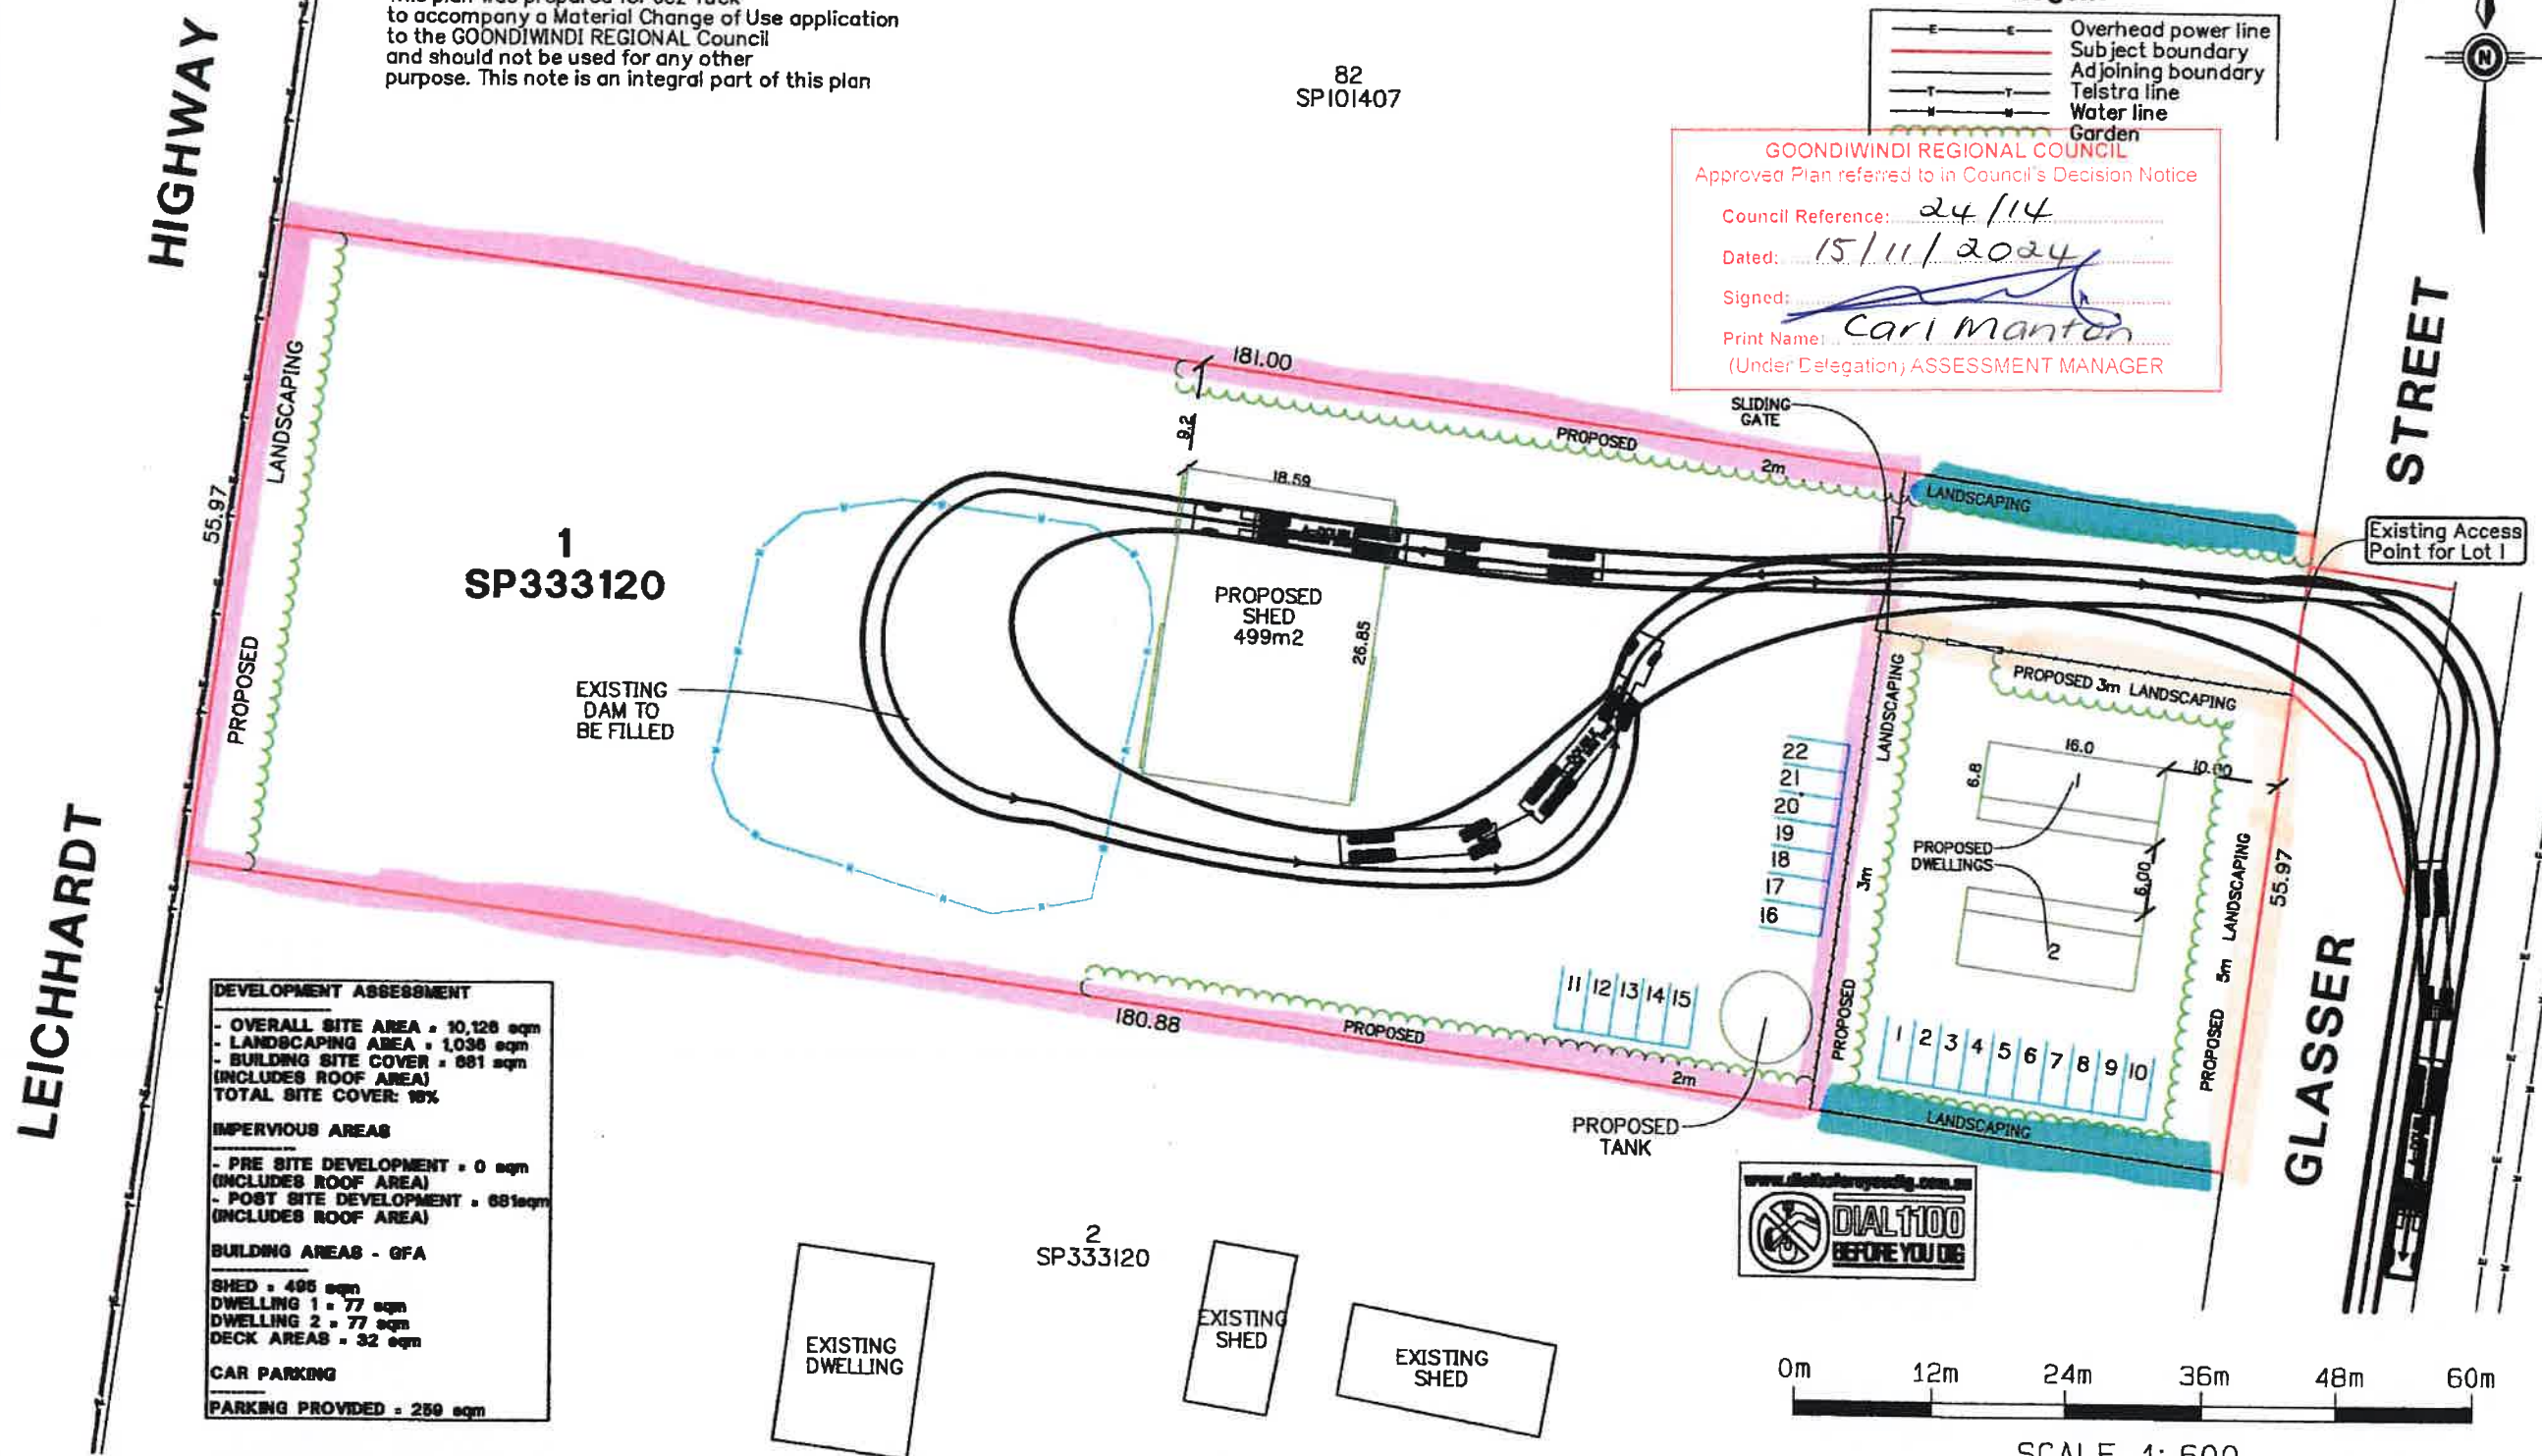 to accompany a Material Change of Use application
to the GOONDIWINDI REGIONAL Council
and should not be used for any other
purpose. This note is an integral part of this plan
82
SP101407
Overhead power line
Subject boundary
Adjoining boundary
Telstra line
Water line
Garden
E E
T T
GOONDIWINDI REGIONAL COUNCIL
Approved Plan referred to in Council's Decision Notice
Council Reference: 24/14
Dated: 15/11/2024
Signed:
Print Name: Carl Manton
(Under Delegation) ASSESSMENT MANAGER
N
HIGHWAY
LEICHHARDT
STREET
GLASSER
181.00
9.2
18.59
PROPOSED
2m
SLIDING
GATE
LANDSCAPING
Existing Access
Point for Lot 1
55.97
LANDSCAPING
PROPOSED
1
SP333120
A-DOUBLE
PROPOSED
SHED
499m2
26.85
EXISTING
DAM TO
BE FILLED
LANDSCAPING
3m
PROPOSED
PROPOSED 3m LANDSCAPING
16.0
10.00
6.8
1
PROPOSED
DWELLINGS
6.00
2
LANDSCAPING
5m
PROPOSED
55.97
22
21
20
19
18
17
16
11 12 13 14 15
1 2 3 4 5 6 7 8 9 10
180.88
PROPOSED
2m
LANDSCAPING
PROPOSED
TANK
DEVELOPMENT ASSESSMENT
- OVERALL SITE AREA = 10,128 sqm
- LANDSCAPING AREA = 1,036 sqm
- BUILDING SITE COVER = 681 sqm
(INCLUDES ROOF AREA)
TOTAL SITE COVER:
IMPERVIOUS AREAS
- PRE SITE DEVELOPMENT = 0 sqm
(INCLUDES ROOF AREA)
- POST SITE DEVELOPMENT = 681sqm
(INCLUDES ROOF AREA)
BUILDING AREAS - GFA
SHED = 495 sqm
DWELLING 1 = 77 sqm
DWELLING 2 = 77 sqm
DECK AREAS = 32 sqm
CAR PARKING
PARKING PROVIDED = 259 sqm
2
SP333120
EXISTING
DWELLING
EXISTING
SHED
EXISTING
SHED
www.dialbeforeyoudig.com.au
DIAL1100
BEFORE YOU DIG
0m 12m 24m 36m 48m 60m
SCALE 1:600